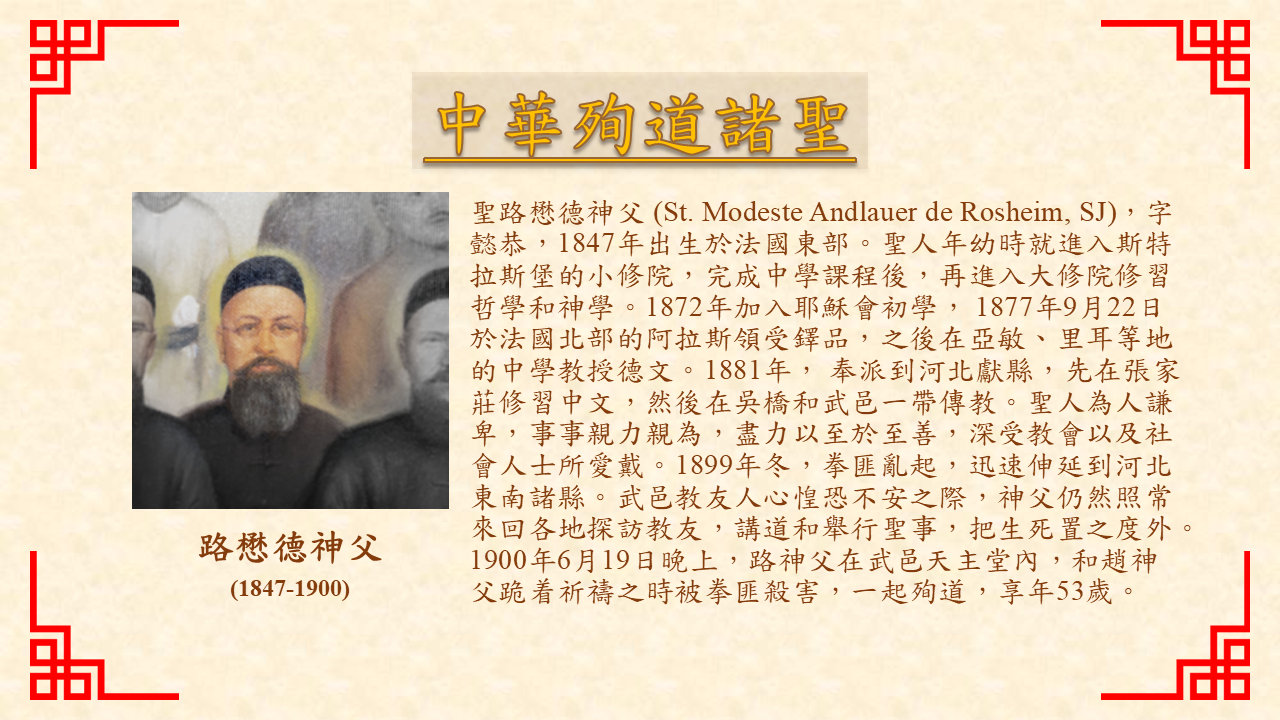 中華殉道諸聖
聖路懋德神父 (St. Modeste Andlauer de Rosheim, SJ)，字
懿恭，1847年出生於法國東部。聖人年幼時就進入斯特
拉斯堡的小修院，完成中學課程後，再進入大修院修習
哲學和神學。1872年加入耶穌會初學， 1877年9月22日
於法國北部的阿拉斯領受鐸品，之後在亞敏、里耳等地
的中學教授德文。1881年， 奉派到河北獻縣，先在張家
莊修習中文，然後在吳橋和武邑一帶傳教。聖人為人謙
卑，事事親力親為，盡力以至於至善，深受教會以及社
會人士所愛戴。1899年冬，拳匪亂起，迅速伸延到河北
東南諸縣。武邑教友人心惶恐不安之際，神父仍然照常
來回各地探訪教友，講道和舉行聖事，把生死置之度外。
1900年6月19日晚上，路神父在武邑天主堂內，和趙神
父跪着祈禱之時被拳匪殺害，一起殉道，享年53歲。
路懋德神父
(1847-1900)